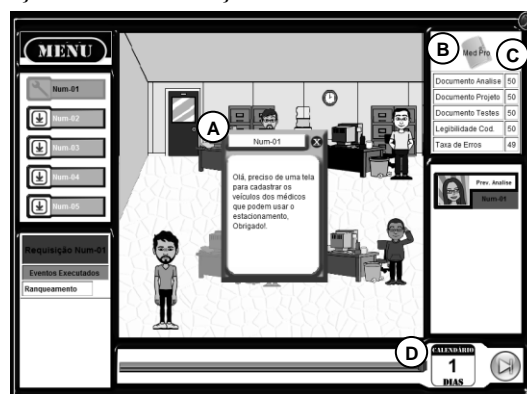 MENU
Num-01
Num-02
Num-03
Num-04
Num-05
Requisição Num-01
Eventos Executados
Ranqueamento
A
Num-01
Olá, preciso de uma tela
para cadastrar os
veículos dos médicos
que podem usar o
estacionamento,
Obrigado!.
B
Med Pro
C
Documento Analise 50
Documento Projeto 50
Documento Testes 50
Legibilidade Cod. 50
Taxa de Erros 49
Prev. Analise
Num-01
D
CALENDÁRIO
1
DIAS